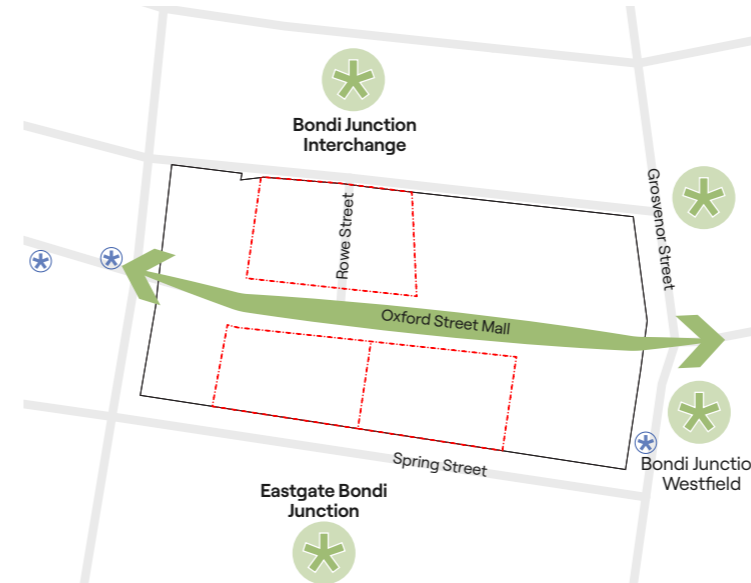 Bondi Junction
Interchange
Grosvenor Street
Rowe Street
Oxford Street Mall
Spring Street
Bondi Junctio
Westfield
Eastgate Bondi
Junction